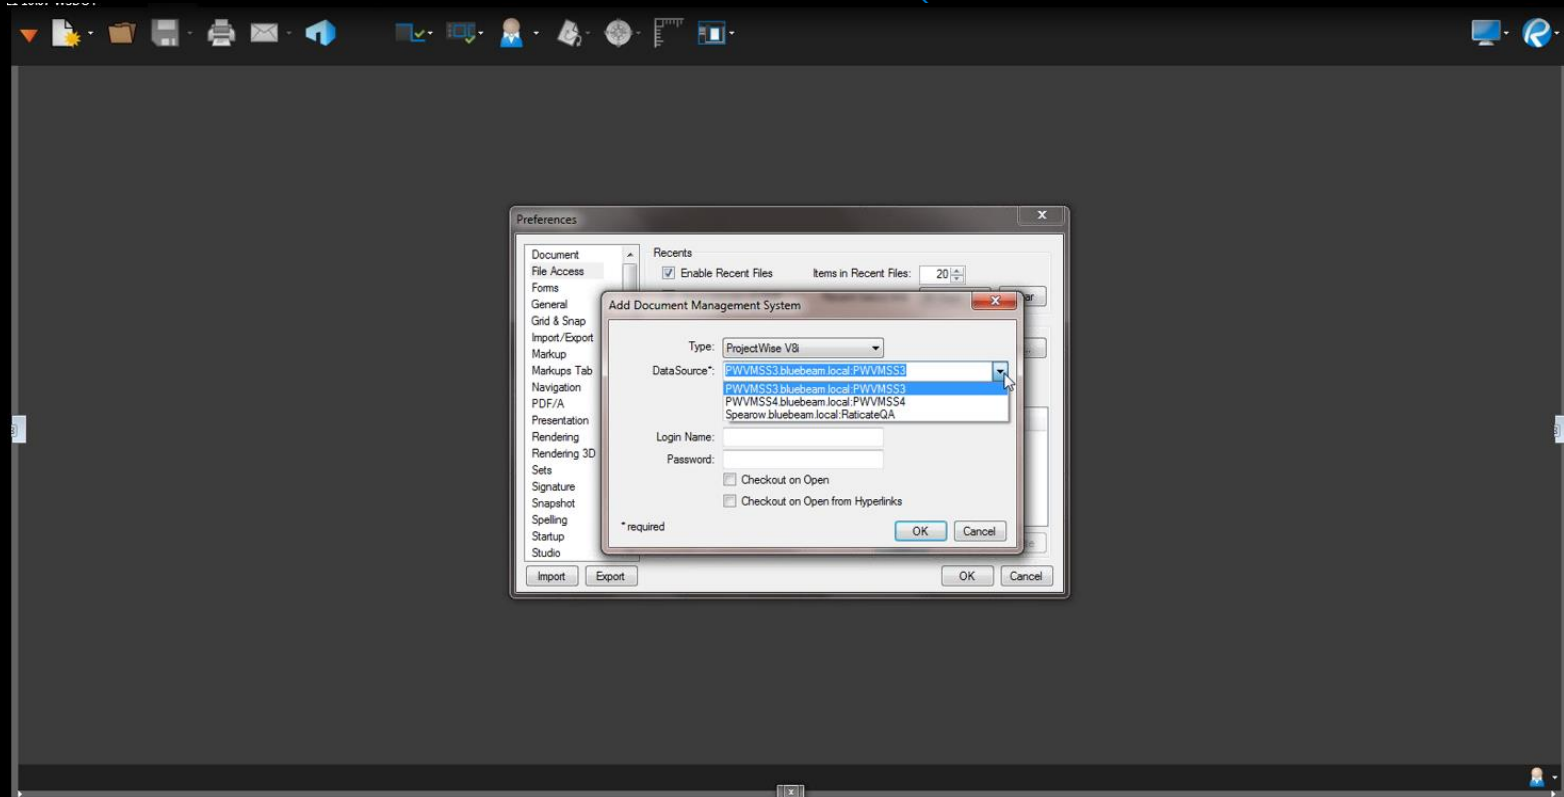 Preferences
Document
File Access
Forms
General
Grid & Snap
Import/Export
Markup
Markups Tab
Navigation
PDF/A
Presentation
Rendering
Rendering 3D
Sets
Signature
Snapshot
Spelling
Startup
Studio
Recents
Enable Recent Files
Items in Recent Files: 20
Add Document Management System
Type: ProjectWise V8i
DataSource*: PWVMSS3.bluebeam.local:PWVMSS3
PWVMSS3.bluebeam.local:PWVMSS3
PWVMSS4.bluebeam.local:PWVMSS4
Spearow.bluebeam.local:RaticateQA
Login Name:
Password:
Checkout on Open
Checkout on Open from Hyperlinks
* required
OK Cancel
Import Export OK Cancel